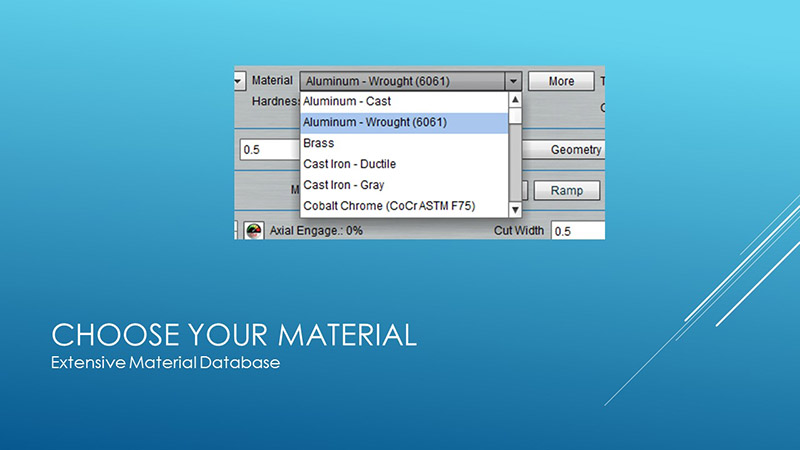 Material Aluminum - Wrought (6061) More T
Hardness
Aluminum - Cast
Aluminum - Wrought (6061)
Brass
Cast Iron - Ductile
Cast Iron - Gray
Cobalt Chrome (CoCr ASTM F75)
0.5 Geometry
M Ramp
Axial Engage.: 0% Cut Width 0.5
CHOOSE YOUR MATERIAL
Extensive Material Database